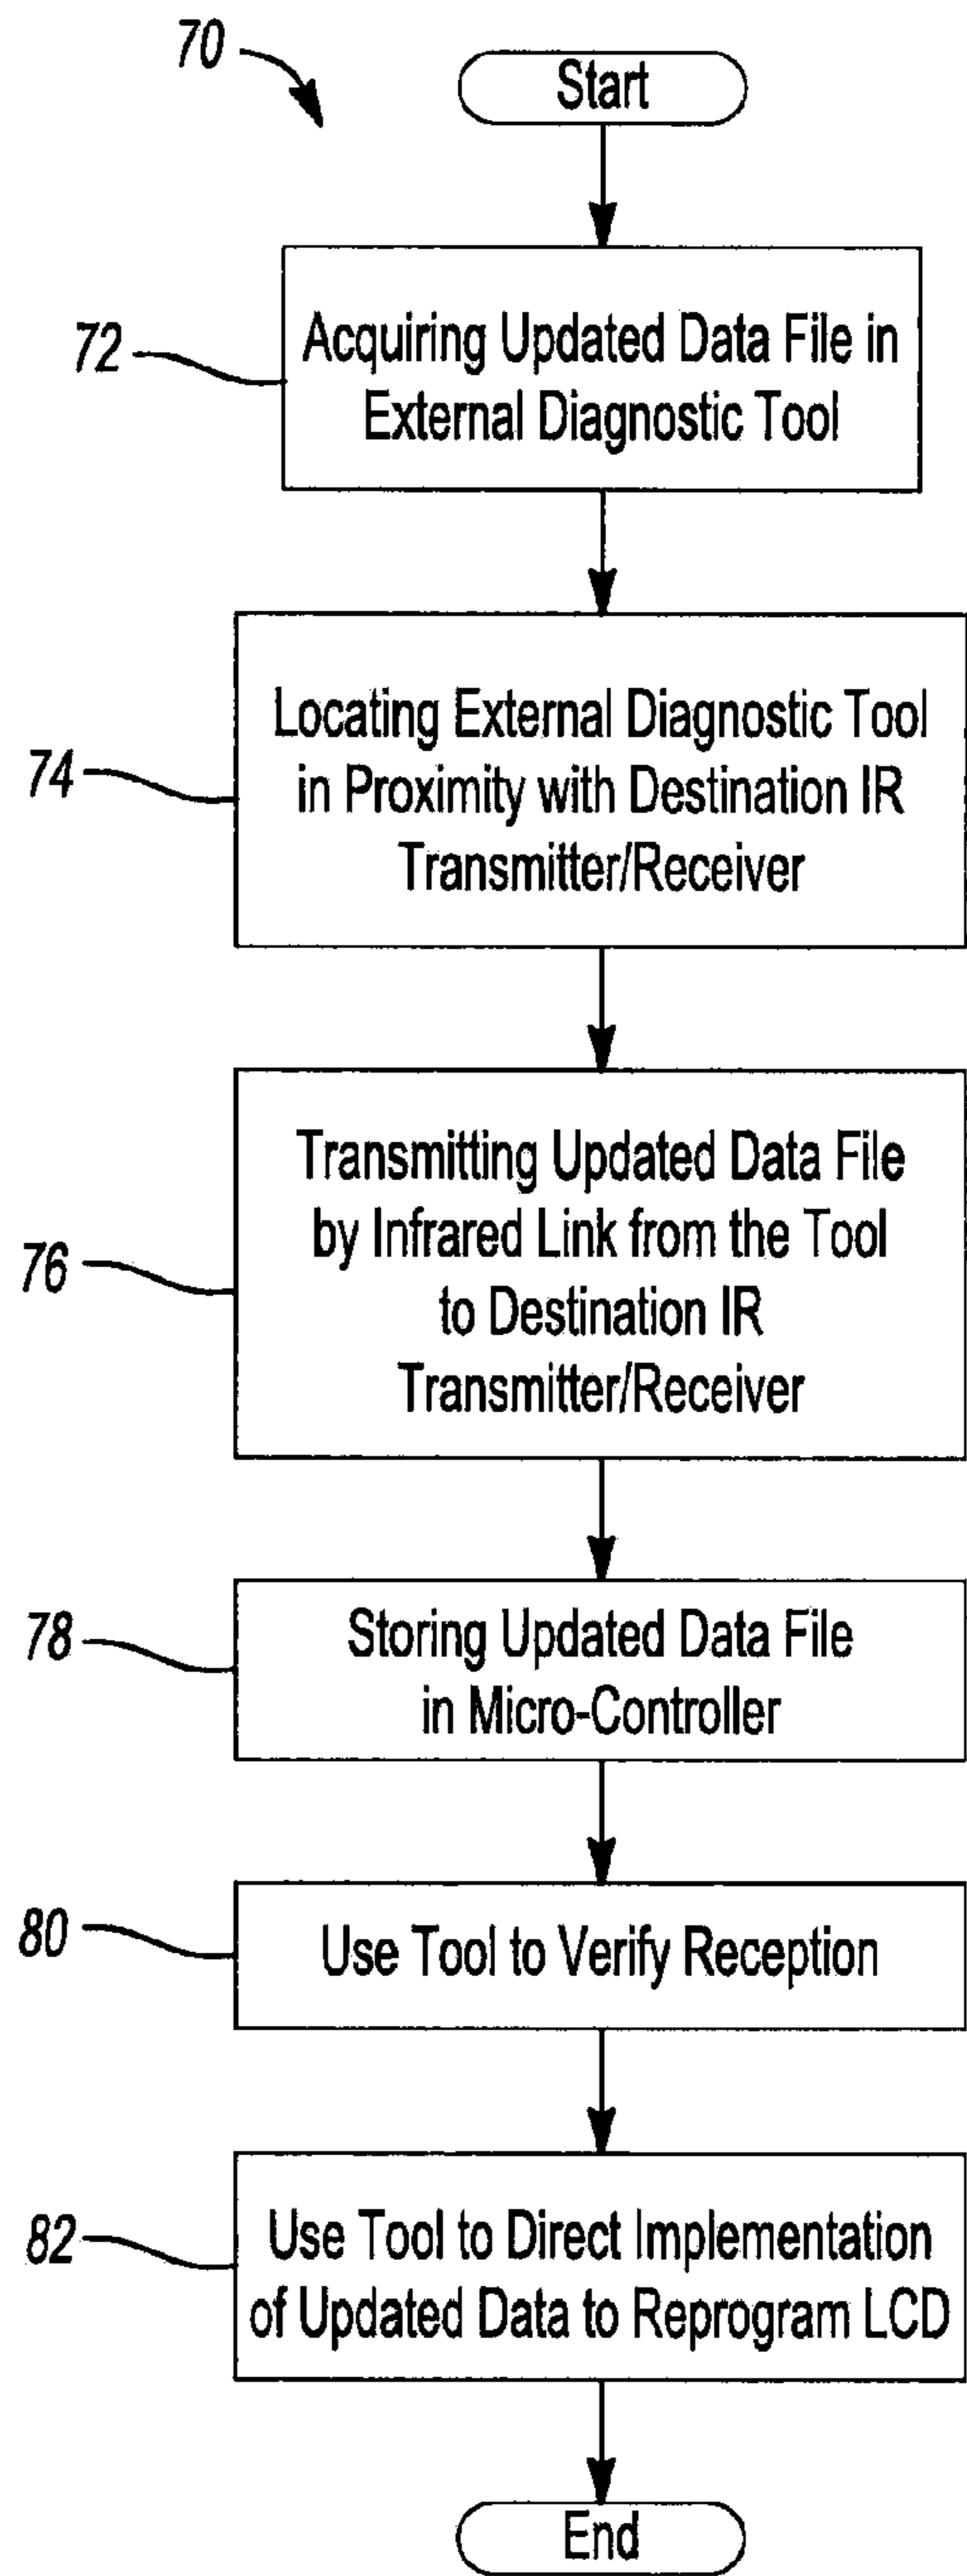 70
Start
72
Acquiring Updated Data File in
External Diagnostic Tool
74
Locating External Diagnostic Tool
in Proximity with Destination IR
Transmitter/Receiver
76
Transmitting Updated Data File
by Infrared Link from the Tool
to Destination IR
Transmitter/Receiver
78
Storing Updated Data File
in Micro-Controller
80
Use Tool to Verify Reception
82
Use Tool to Direct Implementation
of Updated Data to Reprogram LCD
End